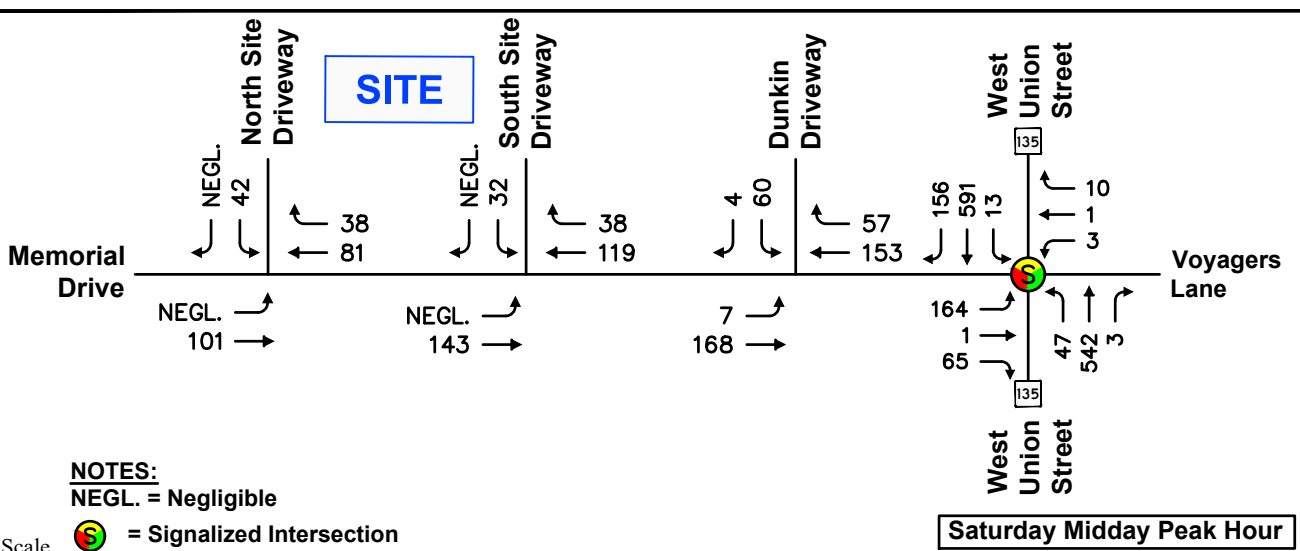 North Site
Driveway
SITE
South Site
Driveway
Dunkin
Driveway
West
Union
Street
135
NEGL.
42
38
81
NEGL.
32
38
119
4
60
57
153
156
591
13
10
1
3
Memorial
Drive
Voyagers
Lane
NEGL.
101
NEGL.
143
7
168
164
1
65
S
47
542
3
135
West
Union
Street
NOTES:
NEGL. = Negligible
S = Signalized Intersection
Scale
Saturday Midday Peak Hour